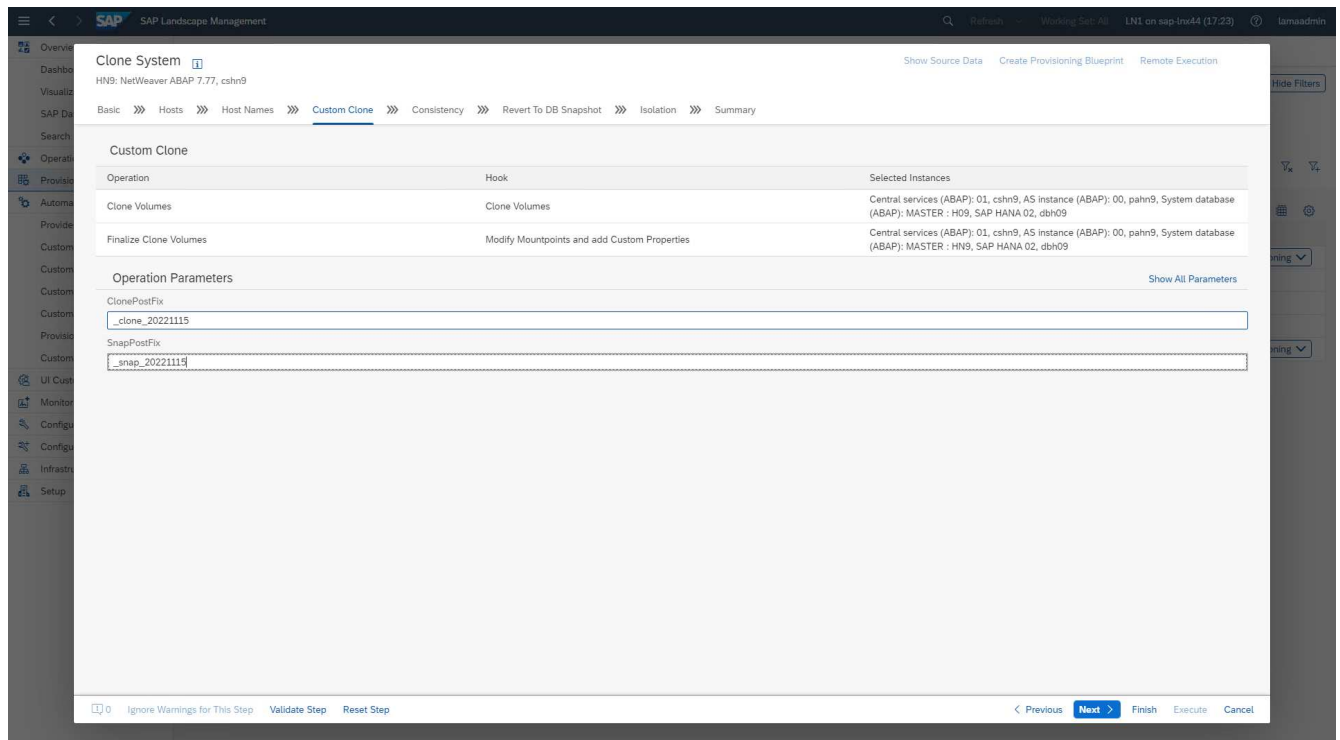 SAP SAP Landscape Management Refresh Working Set: All LN1 on sap-lnx44 (17:23) lamaadmin
Overvie
Dashbo
Visualiz
SAP Da
Search
Operati
Provisio
Automa
Provide
Custom
Custom
Custom
Custom
Provisio
Custom
UI Cust
Monitor
Configu
Configu
Infrastru
Setup
Hide Filters
oning
oning
Clone System
Show Source Data Create Provisioning Blueprint Remote Execution
HN9: NetWeaver ABAP 7.77, cshn9
Basic Hosts Host Names Custom Clone Consistency Revert To DB Snapshot Isolation Summary
Custom Clone
Operation Hook Selected Instances
Clone Volumes Clone Volumes Central services (ABAP): 01, cshn9, AS instance (ABAP): 00, pahn9, System database
(ABAP): MASTER : H09, SAP HANA 02, dbh09
Finalize Clone Volumes Modify Mountpoints and add Custom Properties Central services (ABAP): 01, cshn9, AS instance (ABAP): 00, pahn9, System database
(ABAP): MASTER : HN9, SAP HANA 02, dbh09
Operation Parameters Show All Parameters
ClonePostFix
_clone_20221115
SnapPostFix
_snap_20221115
0 Ignore Warnings for This Step Validate Step Reset Step < Previous Next > Finish Execute Cancel